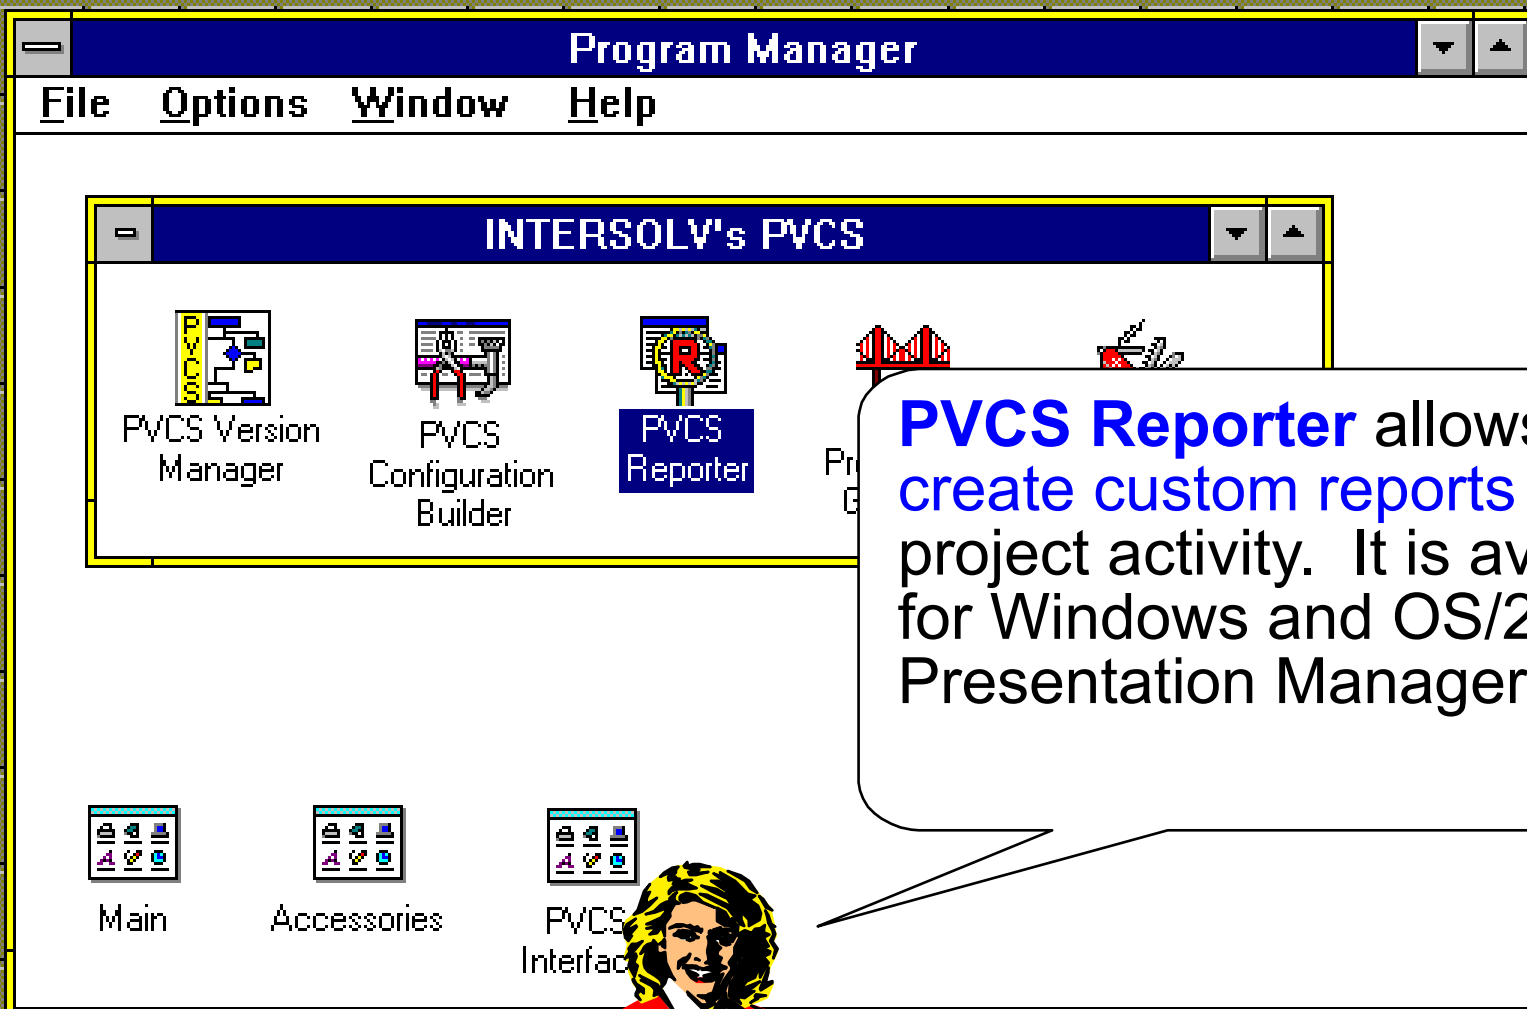 Program Manager
File Options Window Help
INTERSOLV's PVCS
PVCS
PVCS Version
Manager
PVCS
Configuration
Builder
R
PVCS
Reporter
PVCS Reporter allows
create custom reports
project activity. It is
for Windows and OS/2
Presentation Manager
Main
Accessories
PVCS